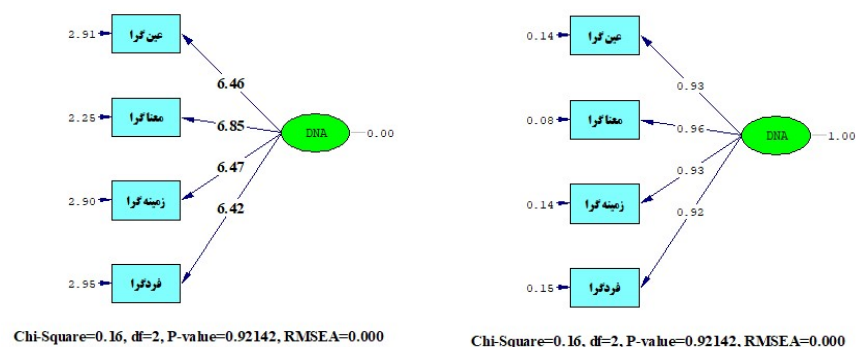 2.91
عین گرا
6.46
2.25
معناگرا
6.85
DNA
0.00
6.47
2.90
زمینه گرا
6.42
2.95
فردگرا
Chi-Square=0.16, df=2, P-value=0.92142, RMSEA=0.000
0.14
عین گرا
0.93
0.08
معناگرا
0.96
DNA
1.00
0.93
0.14
زمینه گرا
0.92
0.15
فردگرا
Chi-Square=0.16, df=2, P-value=0.92142, RMSEA=0.000